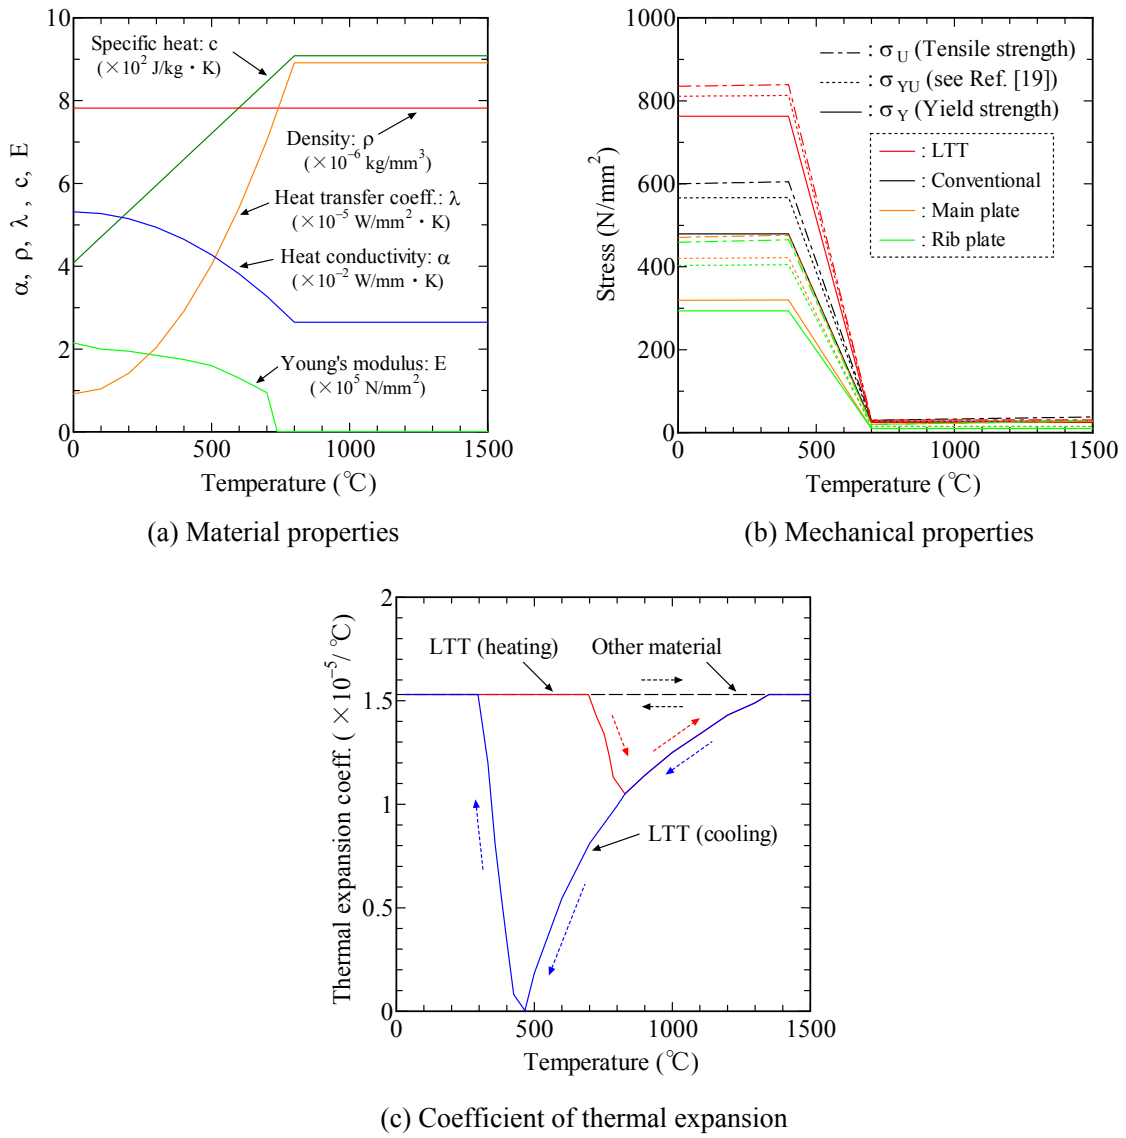 10
8
6
4
2
0
α, ρ, λ, c, E
Specific heat: c
(×10² J/kg・K)
Density: ρ
(×10⁻⁶ kg/mm³)
Heat transfer coeff.: λ
(×10⁻⁵ W/mm²・K)
Heat conductivity: α
(×10⁻² W/mm・K)
Young's modulus: E
(×10⁵ N/mm²)
0 500 1000 1500
Temperature (℃)
(a) Material properties
1000
800
600
400
200
0
Stress (N/mm²)
: σU (Tensile strength)
: σYU (see Ref. [19])
: σY (Yield strength)
: LTT
: Conventional
: Main plate
: Rib plate
0 500 1000 1500
Temperature (℃)
(b) Mechanical properties
2
1.5
1
0.5
0
Thermal expansion coeff. (×10⁻⁵/℃)
LTT (heating)
Other material
LTT (cooling)
0 500 1000 1500
Temperature (℃)
(c) Coefficient of thermal expansion